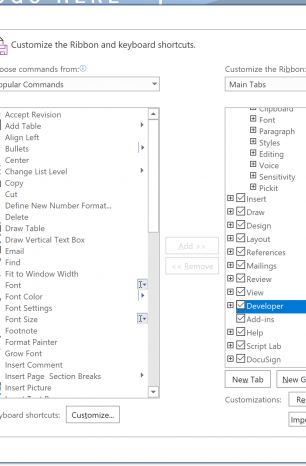 HERE
Customize the Ribbon and keyboard shortcuts.
commands from:
Customize the Ribbon:
Commands
Main Tabs
Accept Revision
Add Table
Align Left
Bullets
Center
Change List Level
Copy
Cut
Define New Number Format...
Delete
Draw Table
Draw Vertical Text Box
Email
Find
Fit to Window Width
Font
Font Color
Font Settings
Font Size
Footnote
Format Painter
Grow Font
Insert Comment
Insert Page Section Breaks
Insert Picture
Add >>
<< Remove
Clipboard
Font
Paragraph
Styles
Editing
Voice
Sensitivity
Pickit
Insert
Draw
Design
Layout
References
Mailings
Review
View
Developer
Add-ins
Help
Script Lab
DocuSign
New Tab
New G
Customizations:
Re
Impo
shortcuts:
Customize...